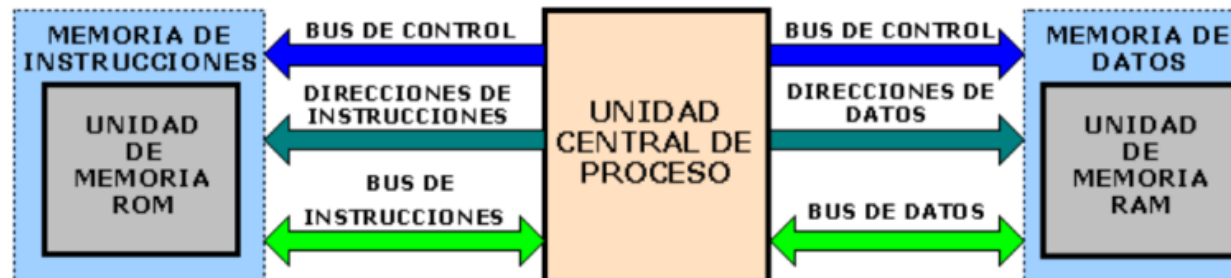 MEMORIA DE
INSTRUCCIONES
UNIDAD
DE
MEMORIA
ROM
BUS DE CONTROL
DIRECCIONES DE
INSTRUCCIONES
BUS DE
INSTRUCCIONES
UNIDAD
CENTRAL DE
PROCESO
BUS DE CONTROL
DIRECCIONES DE
DATOS
BUS DE DATOS
MEMORIA DE
DATOS
UNIDAD
DE
MEMORIA
RAM